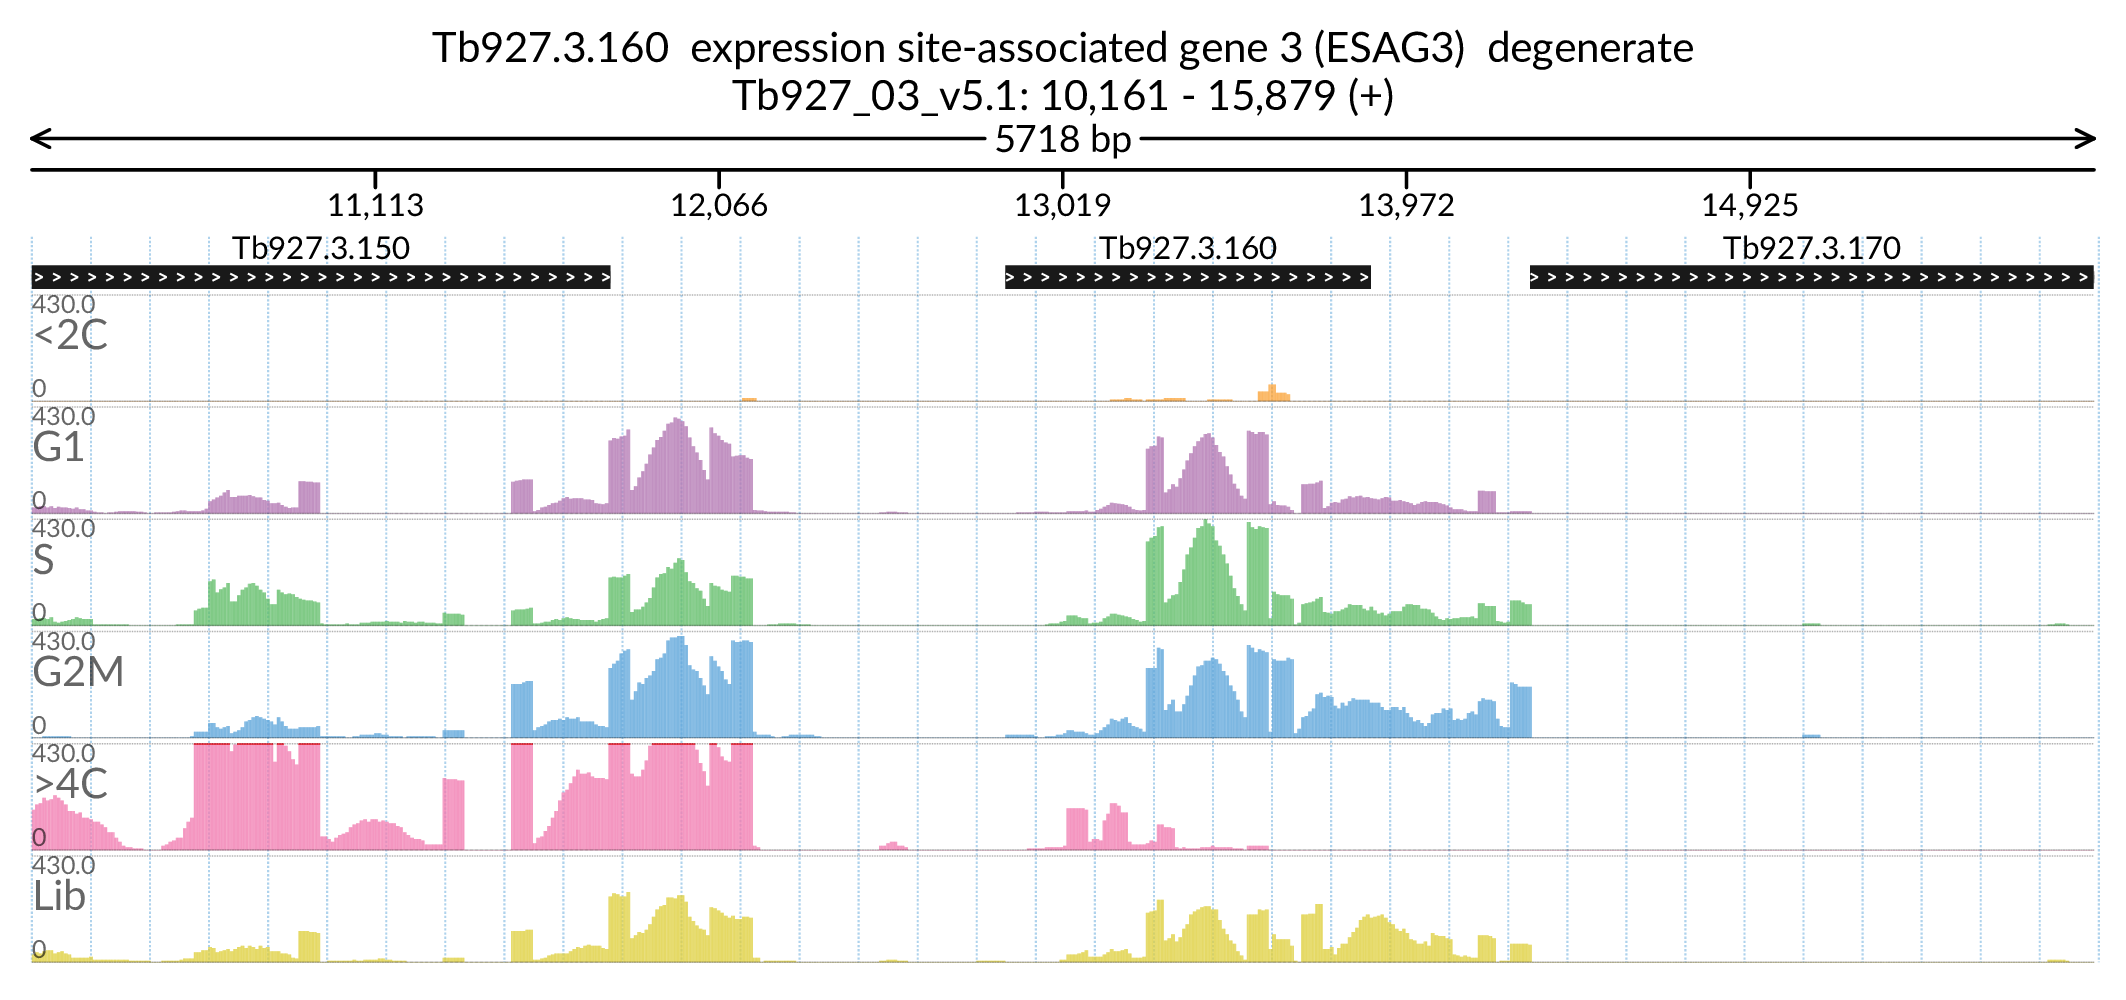 Tb927.3.160  expression site-associated gene 3 (ESAG3)  degenerate
Tb927_03_v5.1: 10,161 - 15,879 (+)
5718 bp
11,113 12,066 13,019 13,972 14,925
Tb927.3.150 Tb927.3.160 Tb927.3.170
430.0
<2C
0
430.0
G1
0
430.0
S
0
430.0
G2M
0
430.0
>4C
0
430.0
Lib
0